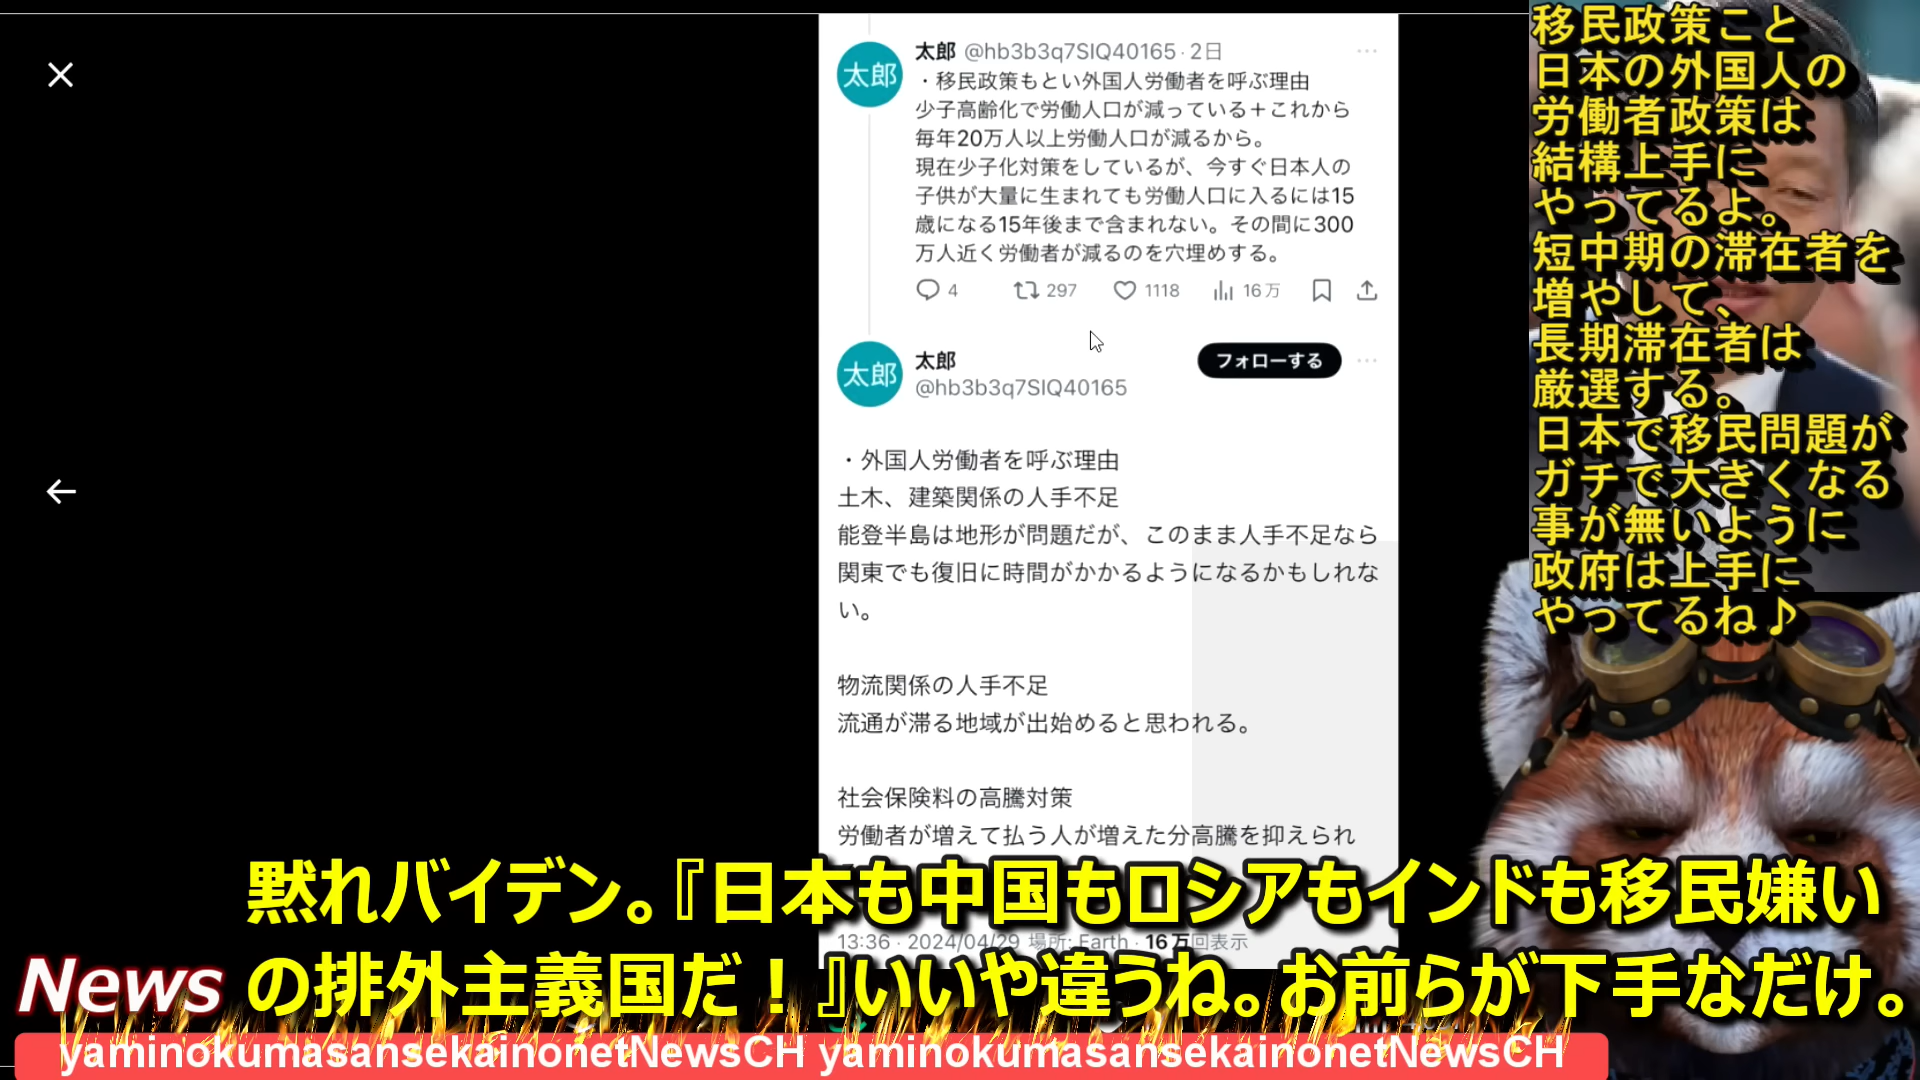 太郎 @hb3b3q7SIQ40165 · 2日
太郎
・移民政策もとい外国人労働者を呼ぶ理由
少子高齢化で労働人口が減っている＋これから
毎年20万人以上労働人口が減るから。
現在少子化対策をしているが、今すぐ日本人の
子供が大量に生まれても労働人口に入るには15
歳になる15年後まで含まれない。その間に300
万人近く労働者が減るのを穴埋めする。
4 297 1118 16万
太郎
太郎
@hb3b3q7SIQ40165
フォローする
・外国人労働者を呼ぶ理由
土木、建築関係の人手不足
能登半島は地形が問題だが、このまま人手不足なら
関東でも復旧に時間がかかるようになるかもしれな
い。
物流関係の人手不足
流通が滞る地域が出始めると思われる。
社会保険料の高騰対策
労働者が増えて払う人が増えた分高騰を抑えられ
13:36 · 2024/04/29 場所: Earth · 16万回表示
移民政策こと
日本の外国人の
労働者政策は
結構上手に
やってるよ。
短中期の滞在者を
増やして、
長期滞在者は
厳選する。
日本で移民問題が
ガチで大きくなる
事が無いように
政府は上手に
やってるね♪
黙れバイデン。『日本も中国もロシアもインドも移民嫌い
の排外主義国だ！』いいや違うね。お前らが下手なだけ。
News
yaminokumasansekainonetNewsCH yaminokumasansekainonetNewsCH